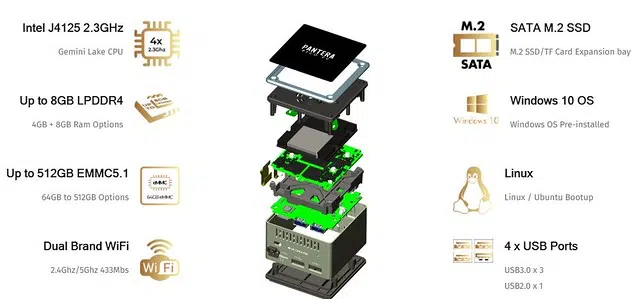 Intel J4125 2.3GHz
Gemini Lake CPU
4x
2.3Ghz
Up to 8GB LPDDR4
4GB + 8GB Ram Options
Up to 512GB EMMC5.1
64GB to 512GB Options
eMMC
64GB eMMC
Dual Brand WiFi
2.4Ghz/5Ghz 433Mbs
Wi Fi
PANTERA
M.2
SATA
SATA M.2 SSD
M.2 SSD/TF Card Expansion bay
Windows 10
Windows 10 OS
Windows OS Pre-installed
Linux
Linux / Ubuntu Bootup
4 x USB Ports
USB3.0 x 3
USB2.0 x 1